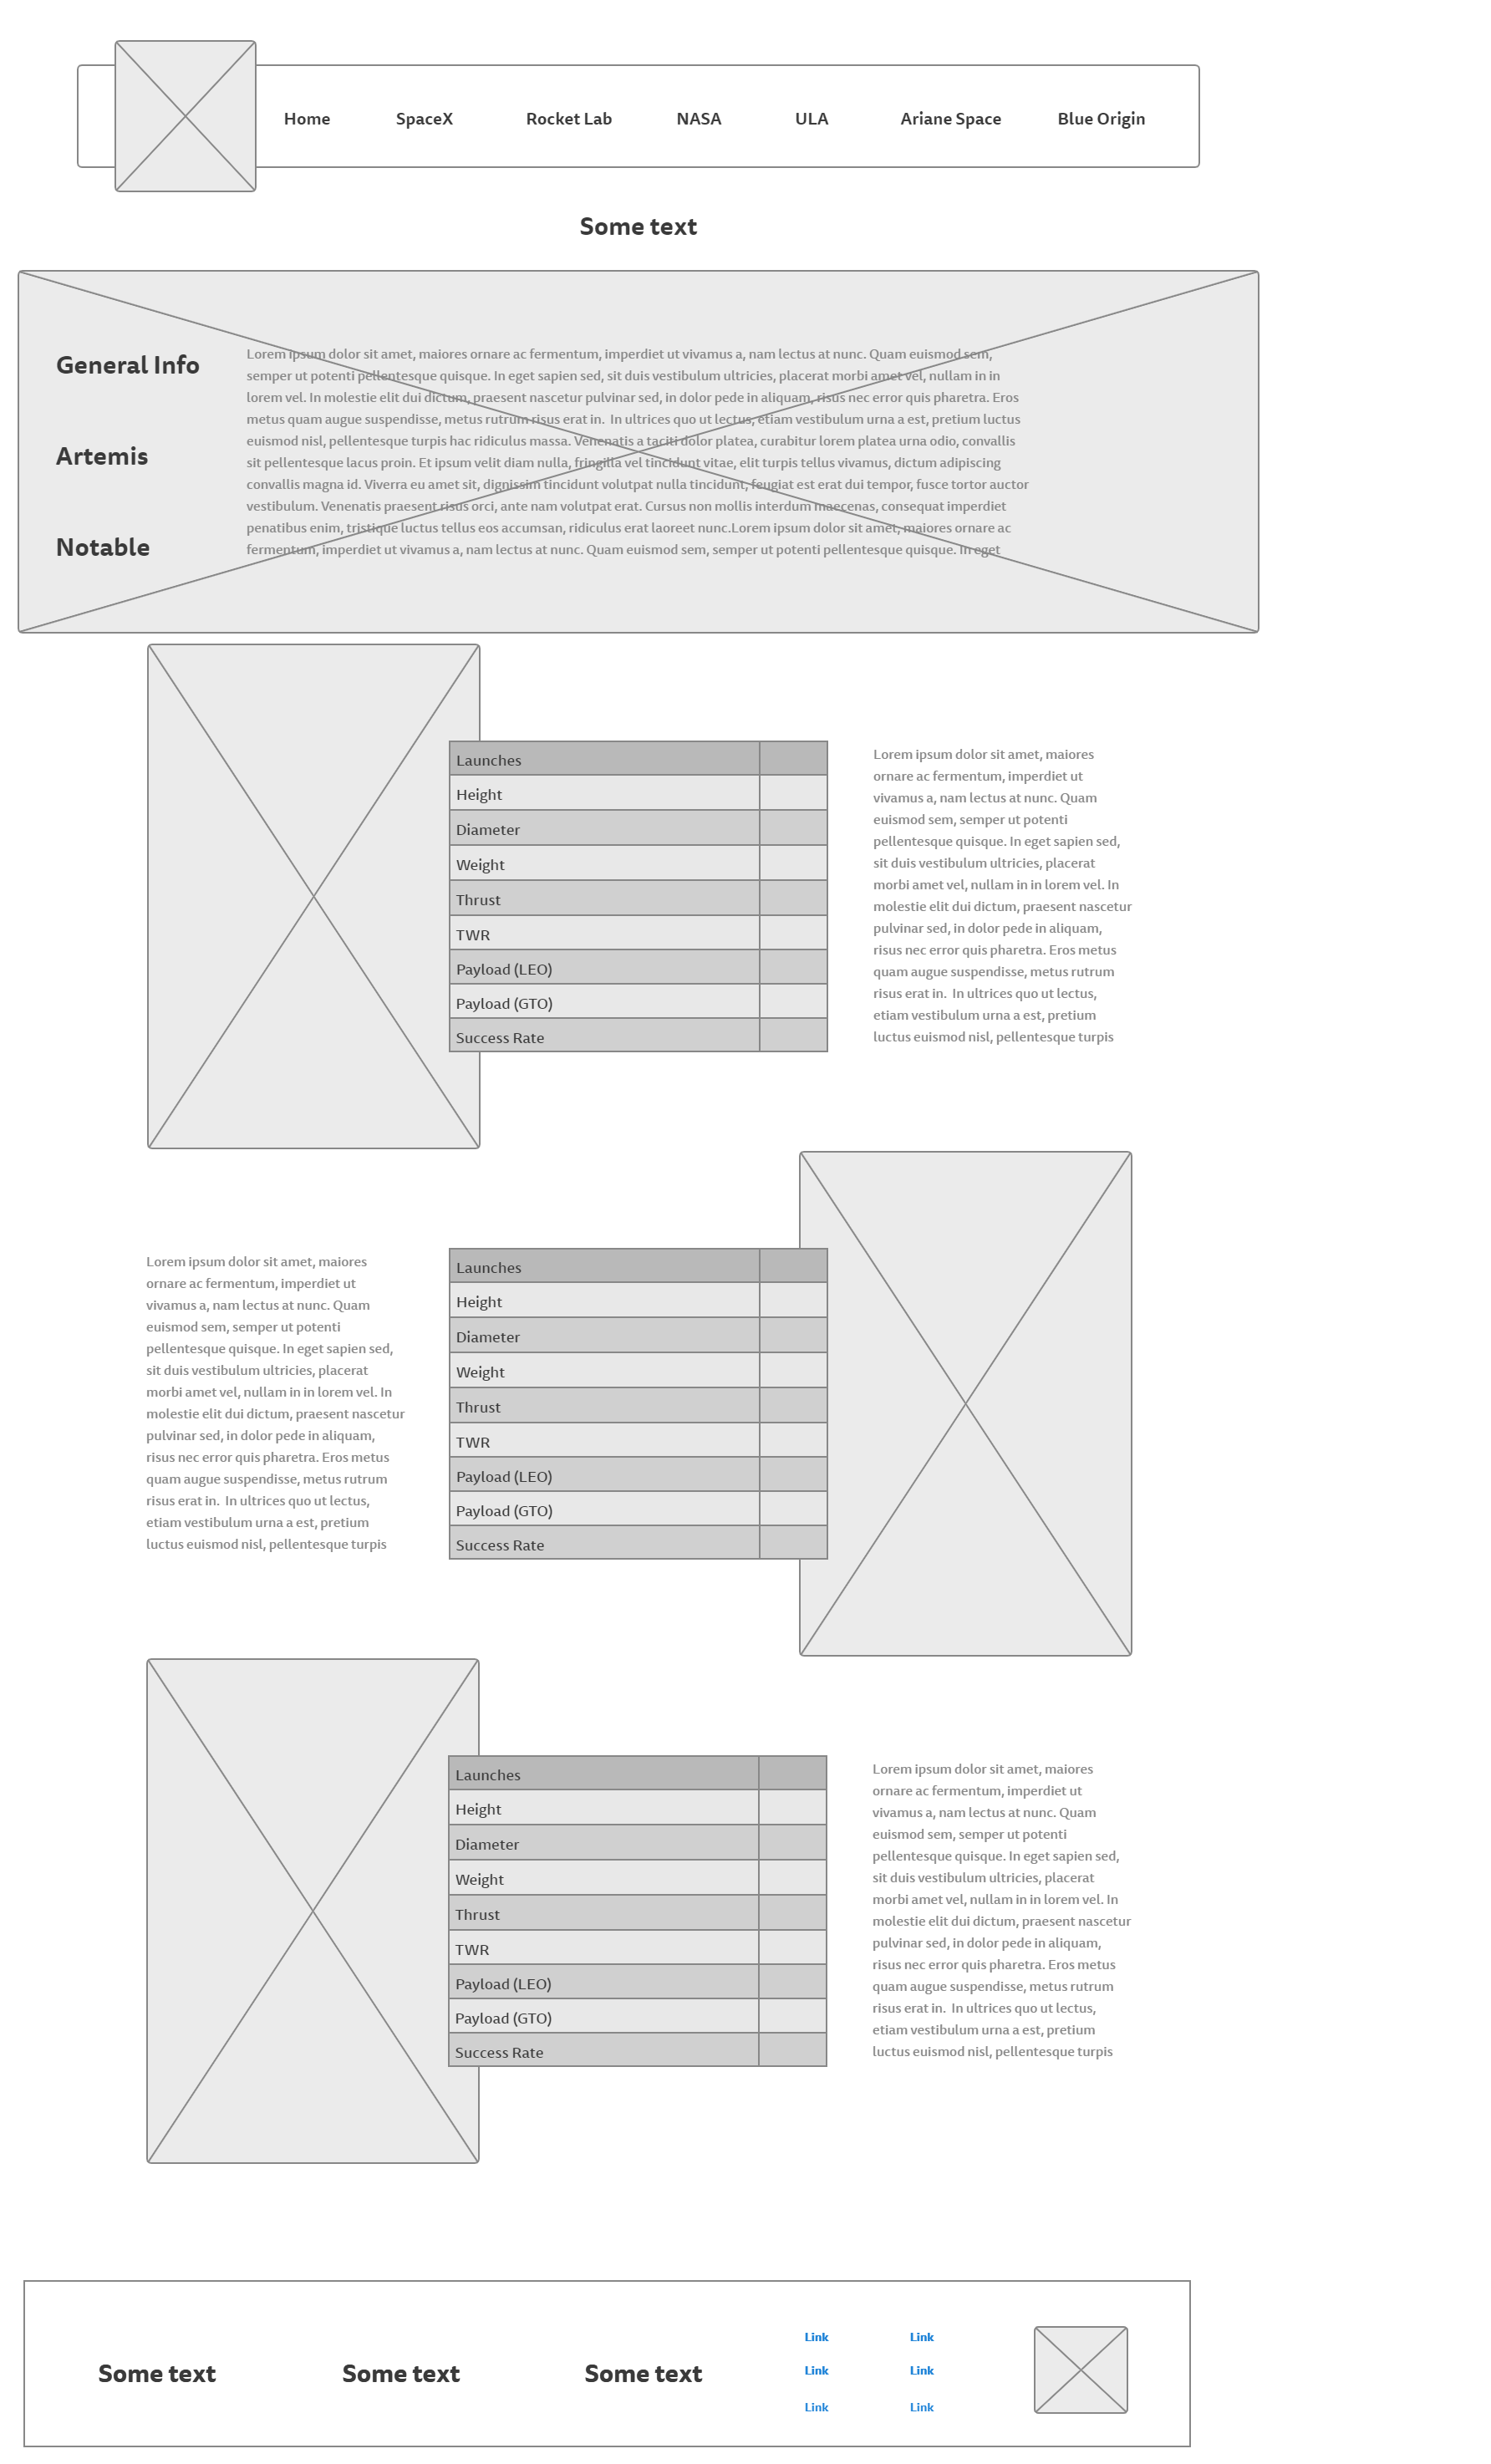 Home SpaceX Rocket Lab NASA ULA Ariane Space Blue Origin
Some text
General Info
Artemis
Notable
Lorem ipsum dolor sit amet, maiores ornare ac fermentum, imperdiet ut vivamus a, nam lectus at nunc. Quam euismod sem,
semper ut potenti pellentesque quisque. In eget sapien sed, sit duis vestibulum ultricies, placerat morbi amet vel, nullam in in
lorem vel. In molestie elit dui dictum, praesent nascetur pulvinar sed, in dolor pede in aliquam, risus nec error quis pharetra. Eros
metus quam augue suspendisse, metus rutrum risus erat in.  In ultrices quo ut lectus, etiam vestibulum urna a est, pretium luctus
euismod nisl, pellentesque turpis hac ridiculus massa. Venenatis a taciti dolor platea, curabitur lorem platea urna odio, convallis
sit pellentesque lacus proin. Et ipsum velit diam nulla, fringilla vel tincidunt vitae, elit turpis tellus vivamus, dictum adipiscing
convallis magna id. Viverra eu amet sit, dignissim tincidunt volutpat nulla tincidunt, feugiat est erat dui tempor, fusce tortor auctor
vestibulum. Venenatis praesent risus orci, ante nam volutpat erat. Cursus non mollis interdum maecenas, consequat imperdiet
penatibus enim, tristique luctus tellus eos accumsan, ridiculus erat laoreet nunc.Lorem ipsum dolor sit amet, maiores ornare ac
fermentum, imperdiet ut vivamus a, nam lectus at nunc. Quam euismod sem, semper ut potenti pellentesque quisque. In eget
Launches
Height
Diameter
Weight
Thrust
TWR
Payload (LEO)
Payload (GTO)
Success Rate
Lorem ipsum dolor sit amet, maiores
ornare ac fermentum, imperdiet ut
vivamus a, nam lectus at nunc. Quam
euismod sem, semper ut potenti
pellentesque quisque. In eget sapien sed,
sit duis vestibulum ultricies, placerat
morbi amet vel, nullam in in lorem vel. In
molestie elit dui dictum, praesent nascetur
pulvinar sed, in dolor pede in aliquam,
risus nec error quis pharetra. Eros metus
quam augue suspendisse, metus rutrum
risus erat in.  In ultrices quo ut lectus,
etiam vestibulum urna a est, pretium
luctus euismod nisl, pellentesque turpis
Lorem ipsum dolor sit amet, maiores
ornare ac fermentum, imperdiet ut
vivamus a, nam lectus at nunc. Quam
euismod sem, semper ut potenti
pellentesque quisque. In eget sapien sed,
sit duis vestibulum ultricies, placerat
morbi amet vel, nullam in in lorem vel. In
molestie elit dui dictum, praesent nascetur
pulvinar sed, in dolor pede in aliquam,
risus nec error quis pharetra. Eros metus
quam augue suspendisse, metus rutrum
risus erat in.  In ultrices quo ut lectus,
etiam vestibulum urna a est, pretium
luctus euismod nisl, pellentesque turpis
Launches
Height
Diameter
Weight
Thrust
TWR
Payload (LEO)
Payload (GTO)
Success Rate
Launches
Height
Diameter
Weight
Thrust
TWR
Payload (LEO)
Payload (GTO)
Success Rate
Lorem ipsum dolor sit amet, maiores
ornare ac fermentum, imperdiet ut
vivamus a, nam lectus at nunc. Quam
euismod sem, semper ut potenti
pellentesque quisque. In eget sapien sed,
sit duis vestibulum ultricies, placerat
morbi amet vel, nullam in in lorem vel. In
molestie elit dui dictum, praesent nascetur
pulvinar sed, in dolor pede in aliquam,
risus nec error quis pharetra. Eros metus
quam augue suspendisse, metus rutrum
risus erat in.  In ultrices quo ut lectus,
etiam vestibulum urna a est, pretium
luctus euismod nisl, pellentesque turpis
Some text Some text Some text
Link Link
Link Link
Link Link